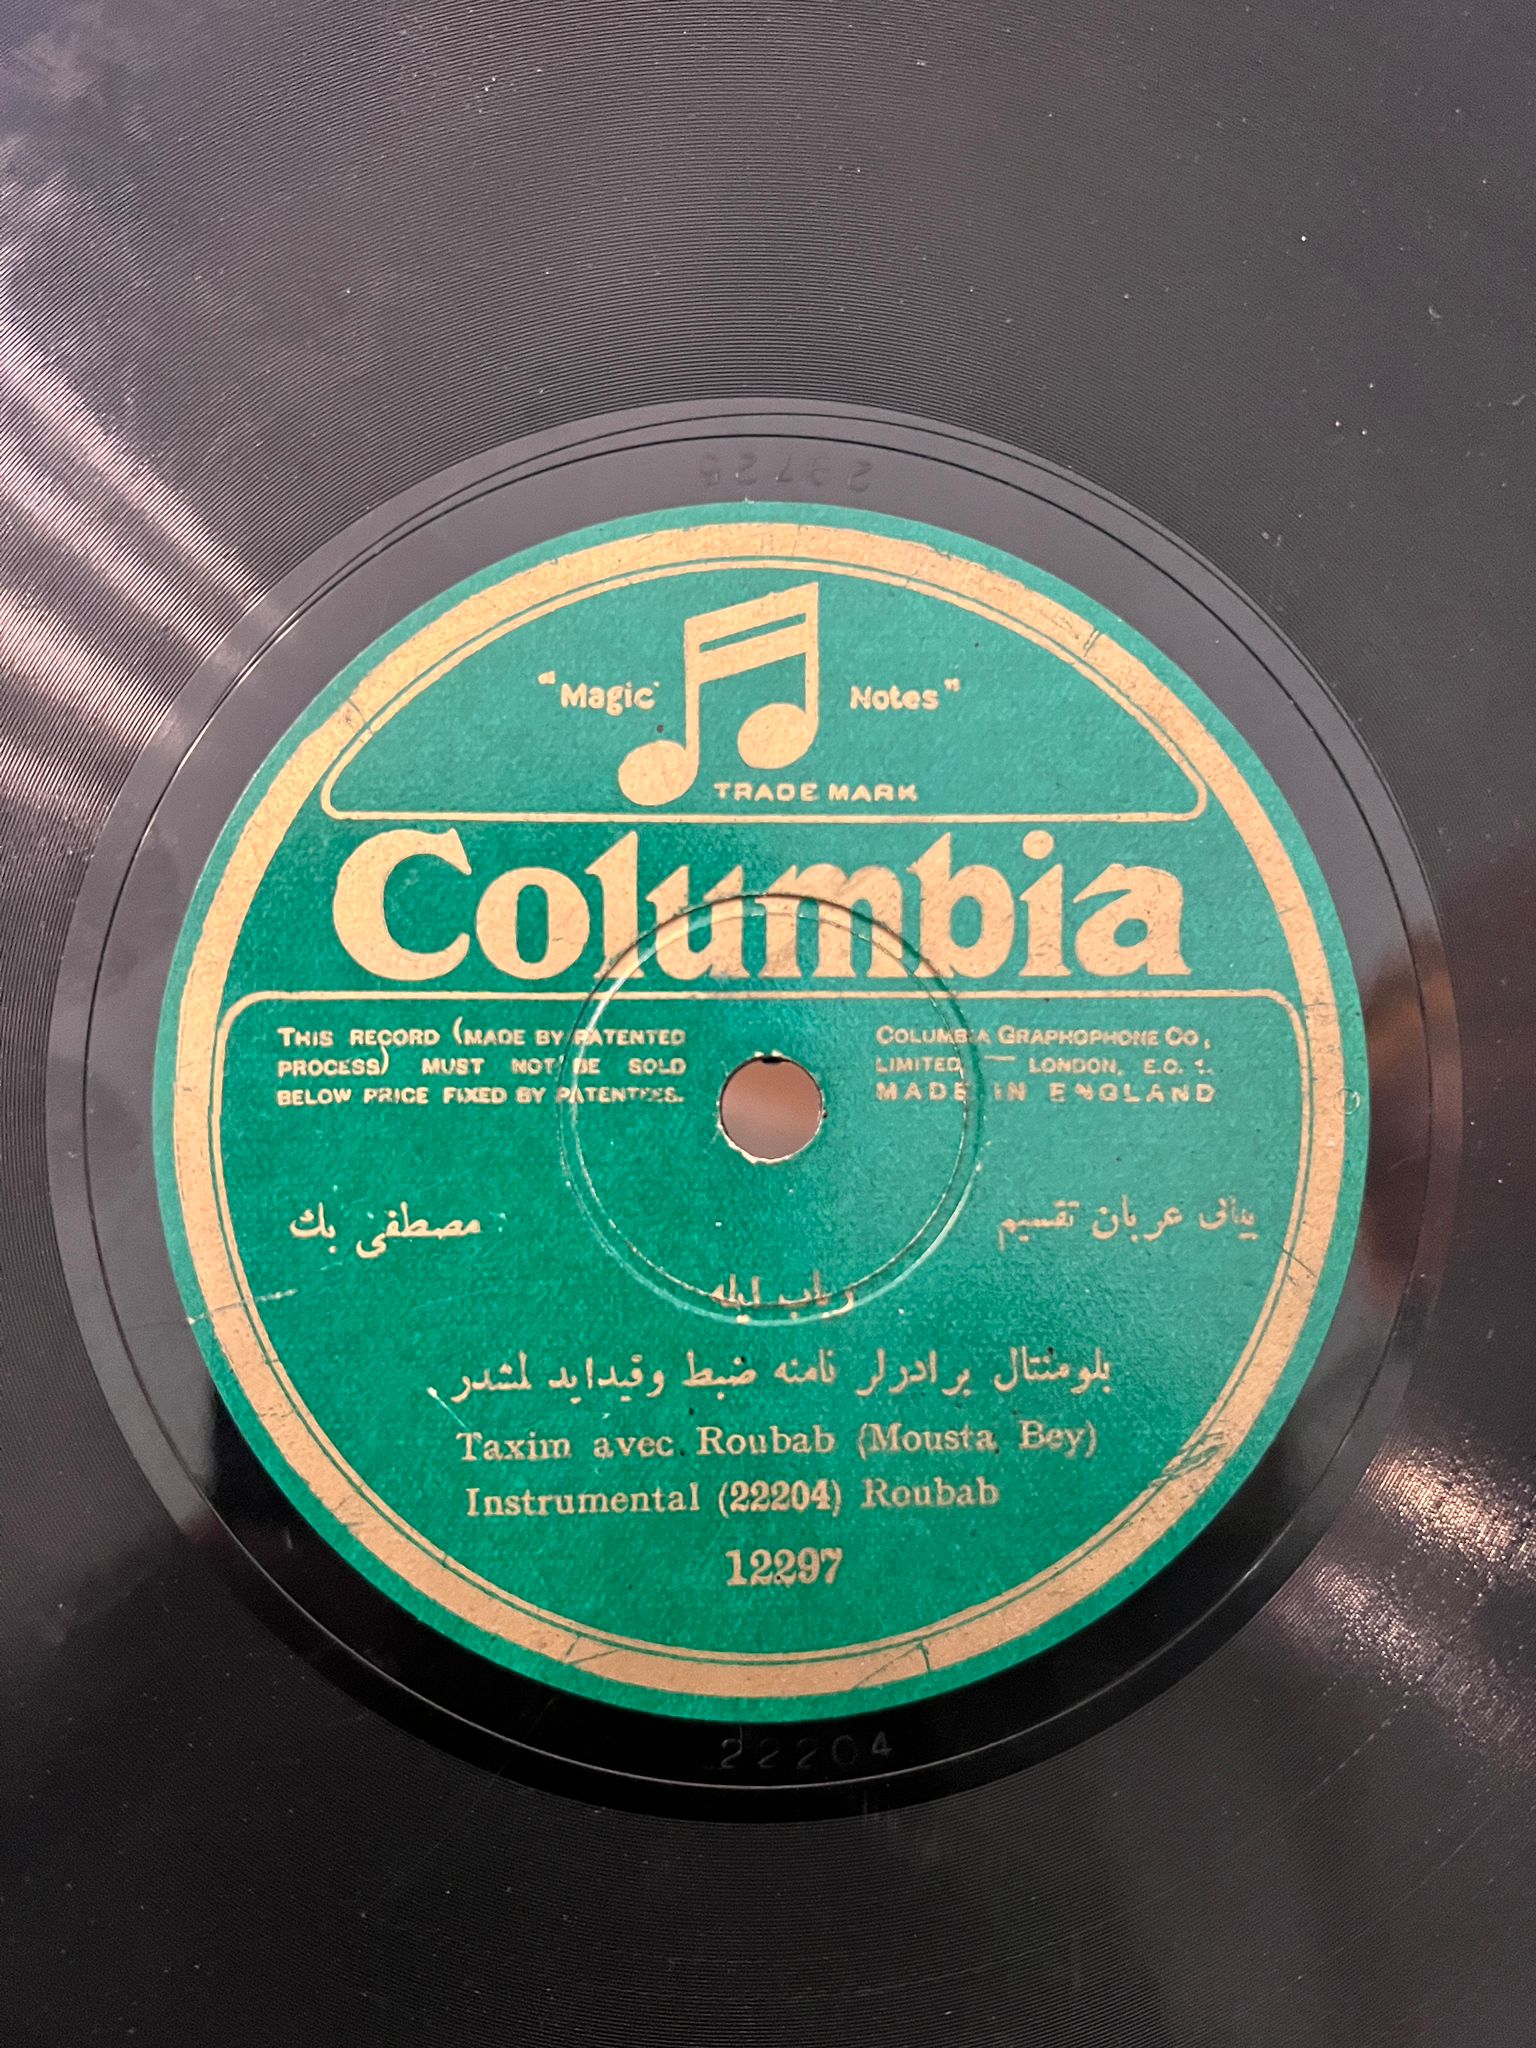 23725
"Magic Notes"
TRADE MARK
Columbia
THIS RECORD (MADE BY PATENTED
PROCESS) MUST NOT BE SOLD
BELOW PRICE FIXED BY PATENTEES.
COLUMBIA GRAPHOPHONE CO,
LIMITED — LONDON, E.C. 1.
MADE IN ENGLAND
عربان تقسيم
مصطفى بك
رباب ايله
بلومنتال برادرلر نامنه ضبط وقيدايد لمشدر
Taxim avec Roubab (Mousta Bey)
Instrumental (22204) Roubab
12297
22204